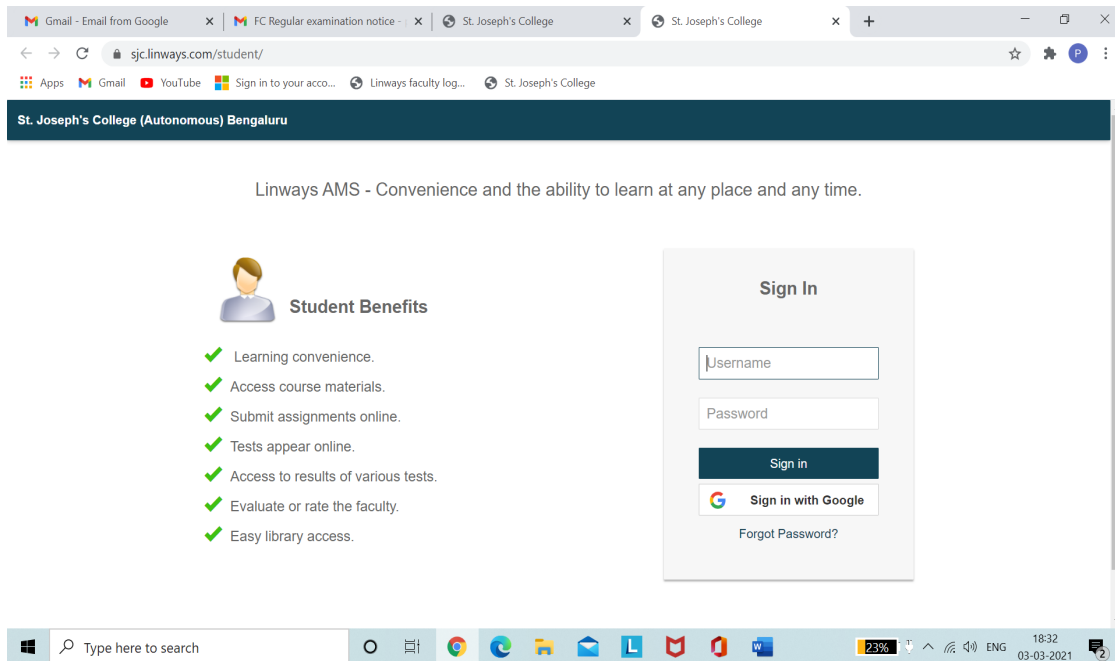 Gmail - Email from Google
FC Regular examination notice -
St. Joseph's College
St. Joseph's College
sjc.linways.com/student/
P
Apps
Gmail
YouTube
Sign in to your acco...
Linways faculty log...
St. Joseph's College
St. Joseph's College (Autonomous) Bengaluru
Linways AMS - Convenience and the ability to learn at any place and any time.
Student Benefits
Learning convenience.
Access course materials.
Submit assignments online.
Tests appear online.
Access to results of various tests.
Evaluate or rate the faculty.
Easy library access.
Sign In
Username
Password
Sign in
Sign in with Google
Forgot Password?
Type here to search
L
W
23%
ENG
18:32
03-03-2021
2